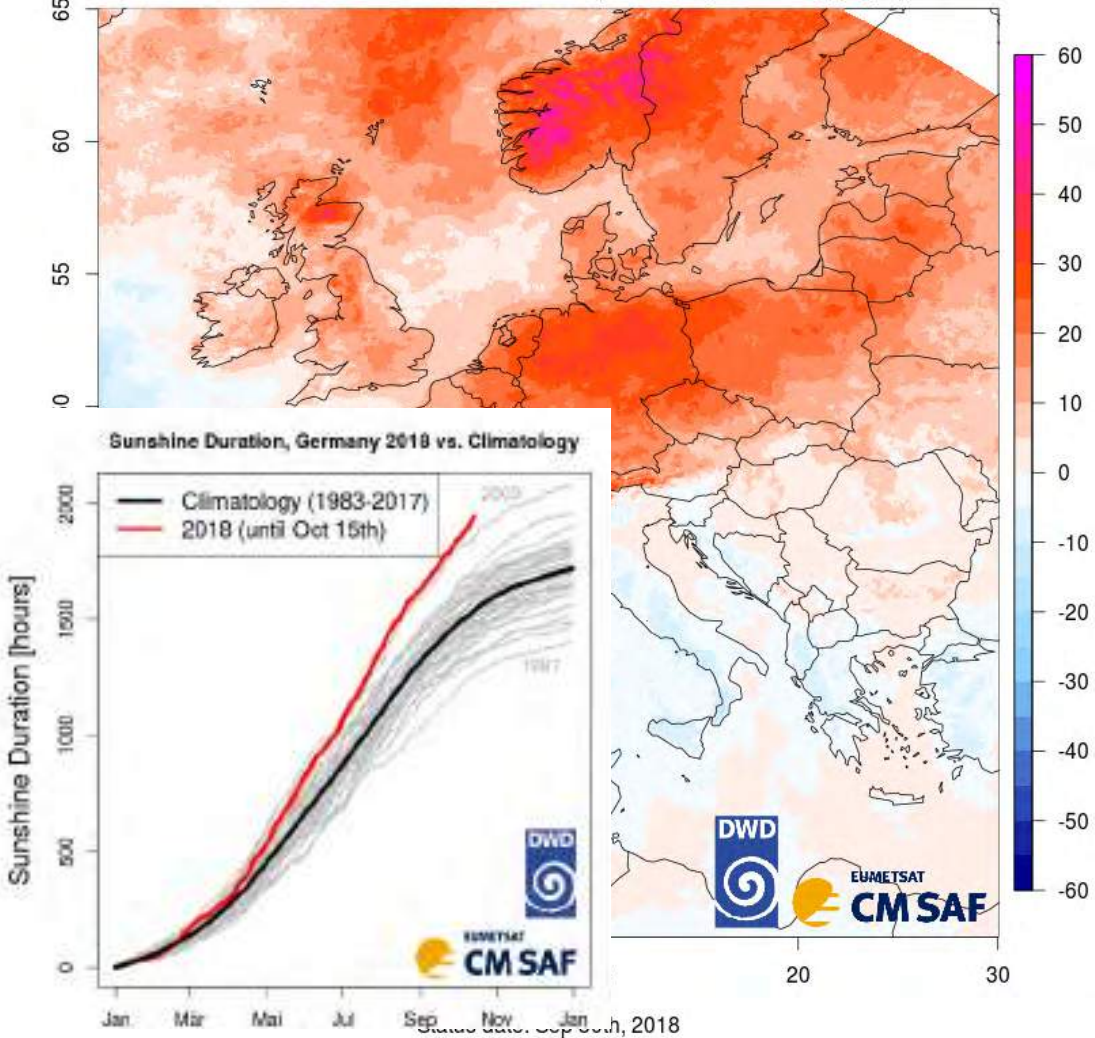 65
60
55
60
50
40
30
20
10
0
-10
-20
-30
-40
-50
-60
20
30
DWD
EUMETSAT
CM SAF
Sunshine Duration, Germany 2018 vs. Climatology
Climatology (1983-2017)
2018 (until Oct 15th)
2003
1987
Sunshine Duration [hours]
2000
1500
1000
500
0
DWD
EUMETSAT
CM SAF
Jan
Mar
Mai
Jul
Sep
Nov
Jan
2018